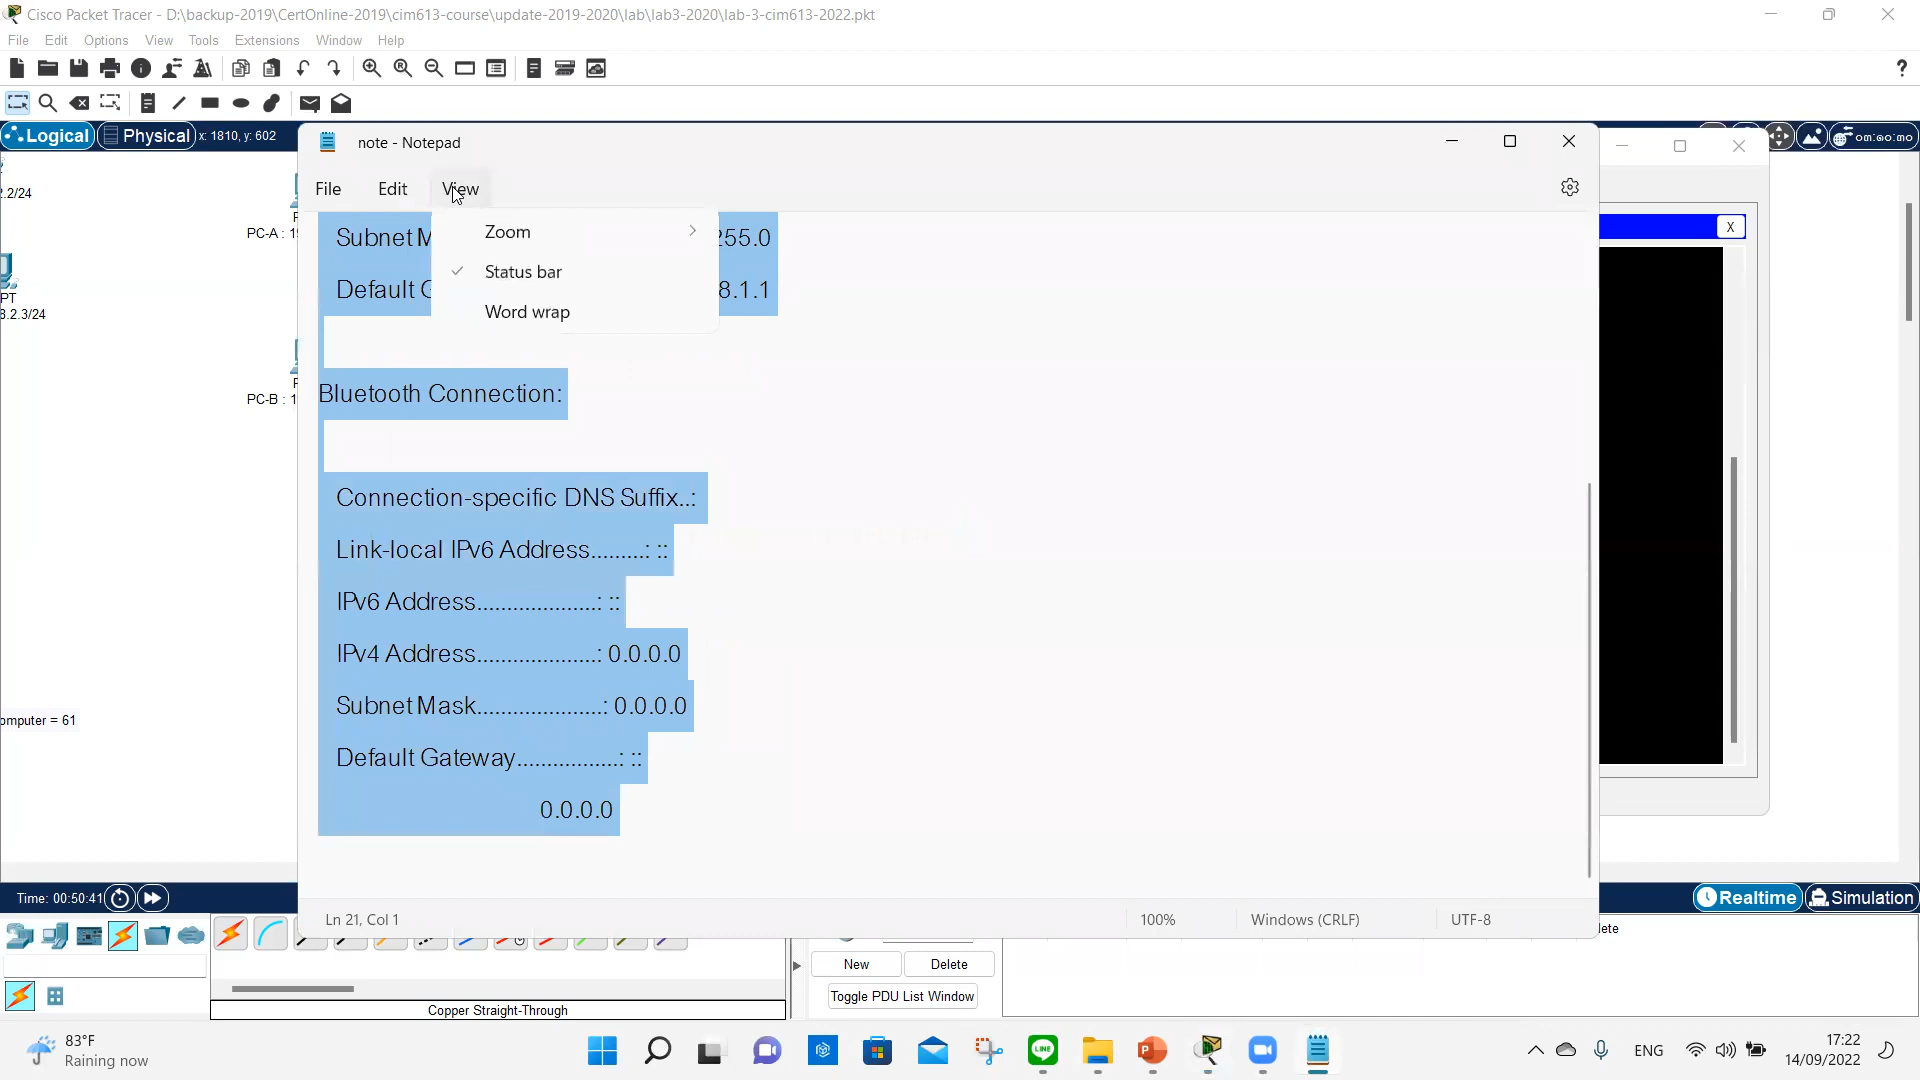 Cisco Packet Tracer - D:\backup-2019\CertOnline-2019\cim613-course\update-2019-2020\lab\lab3-2020\lab-3-cim613-2022.pkt
File Edit Options View Tools Extensions Window Help
?
Logical Physical x: 1810, y: 602
note - Notepad
File Edit View
Zoom
Status bar
Word wrap
Subnet M 255.0
Default G 8.1.1
Bluetooth Connection:
Connection-specific DNS Suffix..:
Link-local IPv6 Address.........: ::
IPv6 Address....................: ::
IPv4 Address....................: 0.0.0.0
Subnet Mask.....................: 0.0.0.0
Default Gateway.................: ::
0.0.0.0
Ln 21, Col 1 100% Windows (CRLF) UTF-8
X
.2.2/24
PC-A : 19
PT
8.2.3/24
PC-B : 1
omputer = 61
Time: 00:50:41
Realtime Simulation
New Delete
Toggle PDU List Window
lete
Copper Straight-Through
83°F
Raining now
LINE
ENG
17:22
14/09/2022